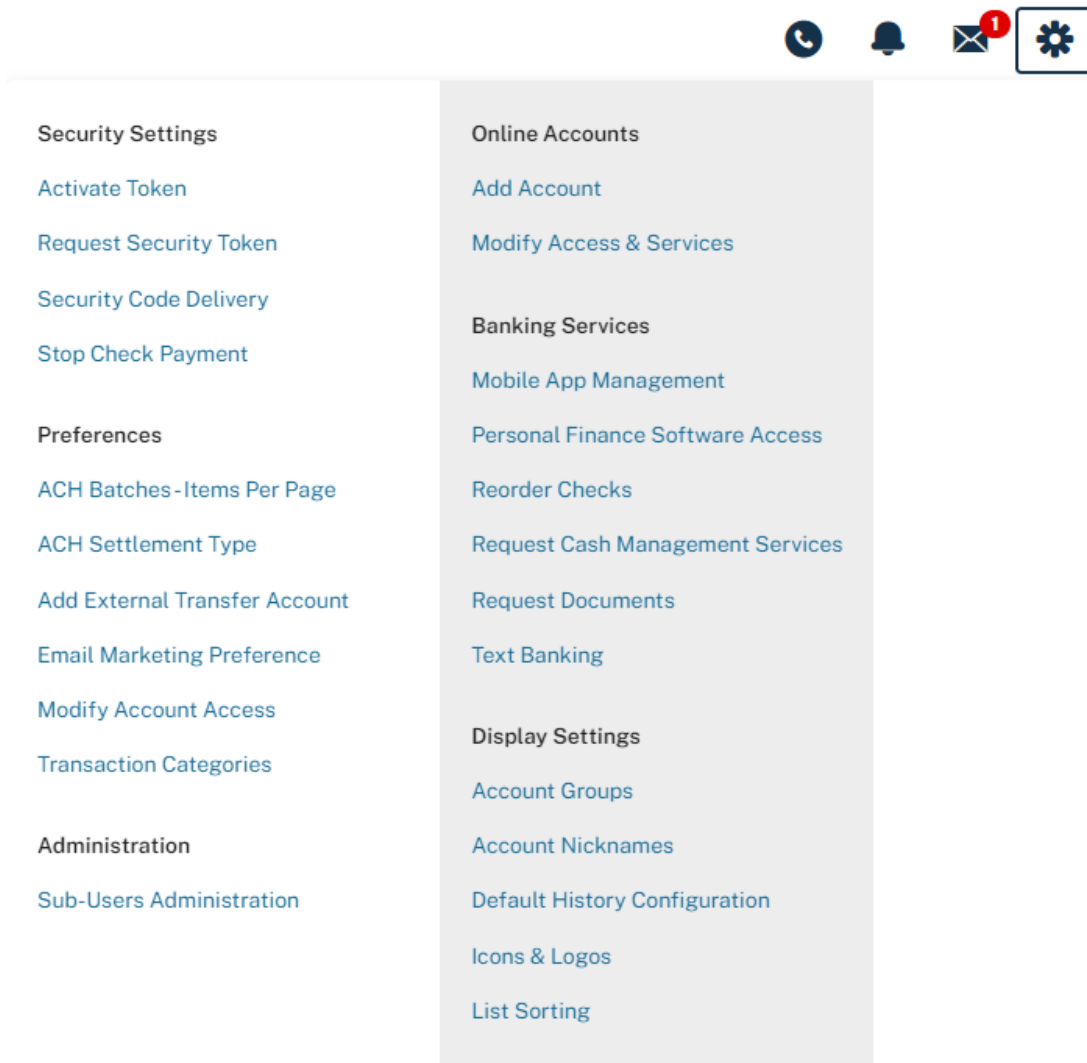 1
Security Settings
Activate Token
Request Security Token
Security Code Delivery
Stop Check Payment
Preferences
ACH Batches - Items Per Page
ACH Settlement Type
Add External Transfer Account
Email Marketing Preference
Modify Account Access
Transaction Categories
Administration
Sub-Users Administration
Online Accounts
Add Account
Modify Access & Services
Banking Services
Mobile App Management
Personal Finance Software Access
Reorder Checks
Request Cash Management Services
Request Documents
Text Banking
Display Settings
Account Groups
Account Nicknames
Default History Configuration
Icons & Logos
List Sorting